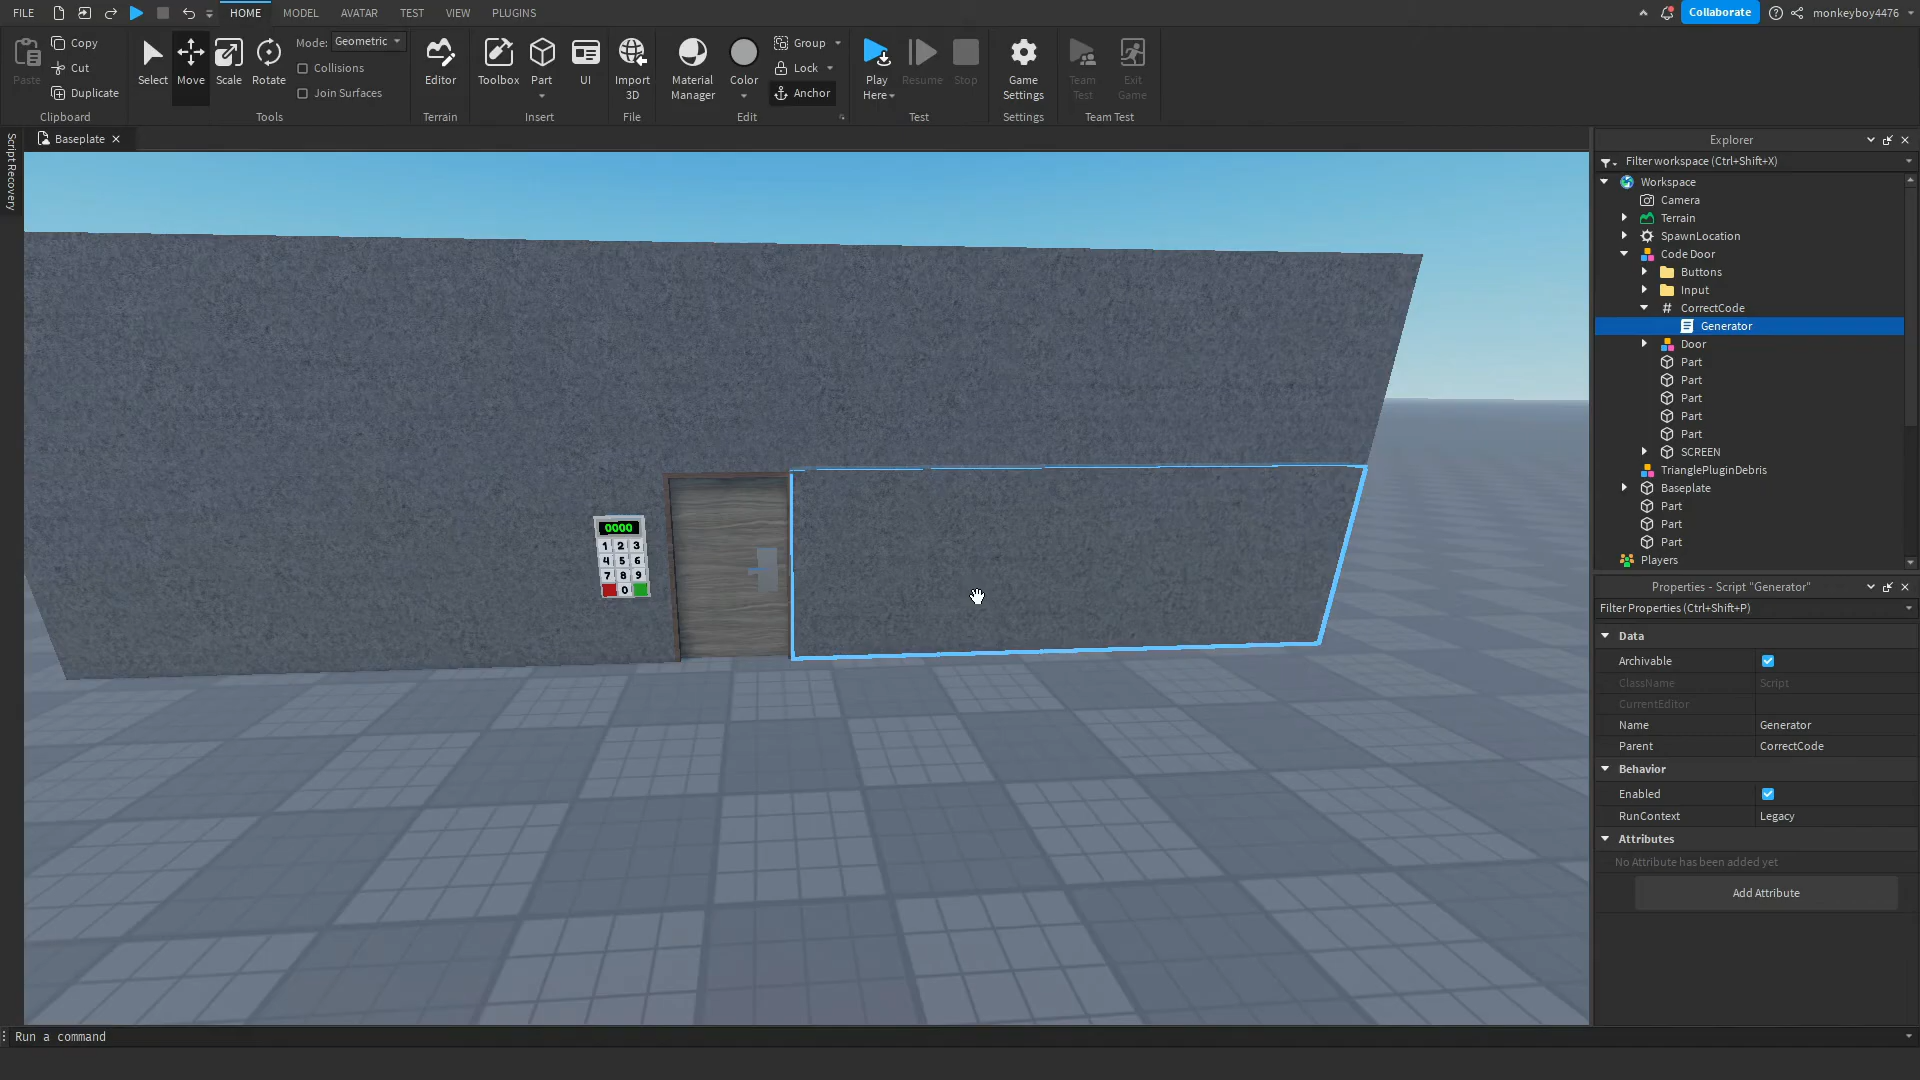 FILE HOME MODEL AVATAR TEST VIEW PLUGINS Collaborate monkeyboy4476
Paste Copy Cut Duplicate
Clipboard
Select Move Scale Rotate
Mode: Geometric
Collisions
Join Surfaces
Tools
Editor
Terrain
Toolbox Part UI
Insert
Import 3D
File
Material Manager Color
Group
Lock
Anchor
Edit
Play Here Resume Stop
Test
Game Settings
Settings
Team Test Exit Game
Team Test
Script Recovery
Baseplate
0000
1 2 3
4 5 6
7 8 9
0
Explorer
Filter workspace (Ctrl+Shift+X)
Workspace
Camera
Terrain
SpawnLocation
Code Door
Buttons
Input
# CorrectCode
Generator
Door
Part
Part
Part
Part
Part
SCREEN
TrianglePluginDebris
Baseplate
Part
Part
Part
Players
Properties - Script "Generator"
Filter Properties (Ctrl+Shift+P)
Data
Archivable
ClassName Script
CurrentEditor
Name Generator
Parent CorrectCode
Behavior
Enabled
RunContext Legacy
Attributes
No Attribute has been added yet
Add Attribute
Run a command